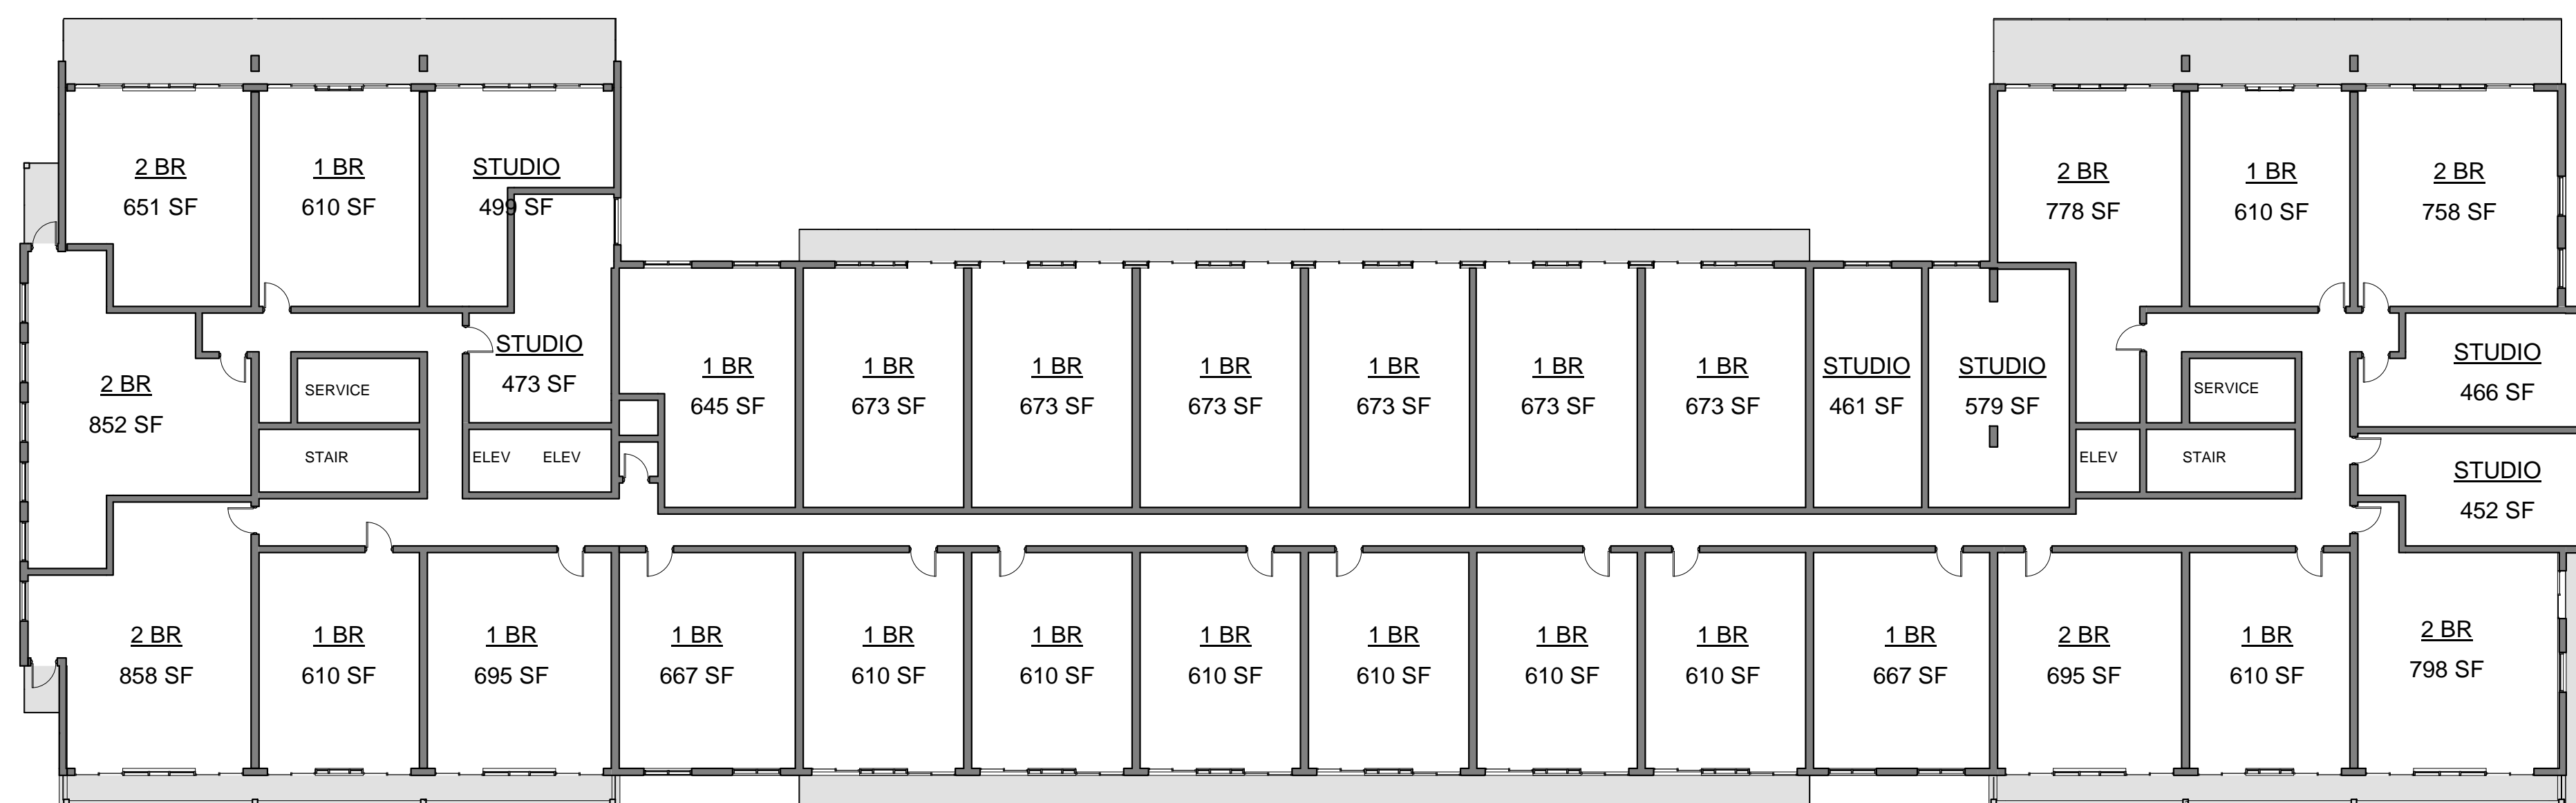 2 BR
651 SF
1 BR
610 SF
STUDIO
499 SF
2 BR
778 SF
1 BR
610 SF
2 BR
758 SF
2 BR
852 SF
SERVICE
STAIR
STUDIO
473 SF
ELEV ELEV
1 BR
645 SF
1 BR
673 SF
1 BR
673 SF
1 BR
673 SF
1 BR
673 SF
1 BR
673 SF
1 BR
673 SF
STUDIO
461 SF
STUDIO
579 SF
ELEV
SERVICE
STAIR
STUDIO
466 SF
STUDIO
452 SF
2 BR
858 SF
1 BR
610 SF
1 BR
695 SF
1 BR
667 SF
1 BR
610 SF
1 BR
610 SF
1 BR
610 SF
1 BR
610 SF
1 BR
610 SF
1 BR
610 SF
1 BR
667 SF
2 BR
695 SF
1 BR
610 SF
2 BR
798 SF